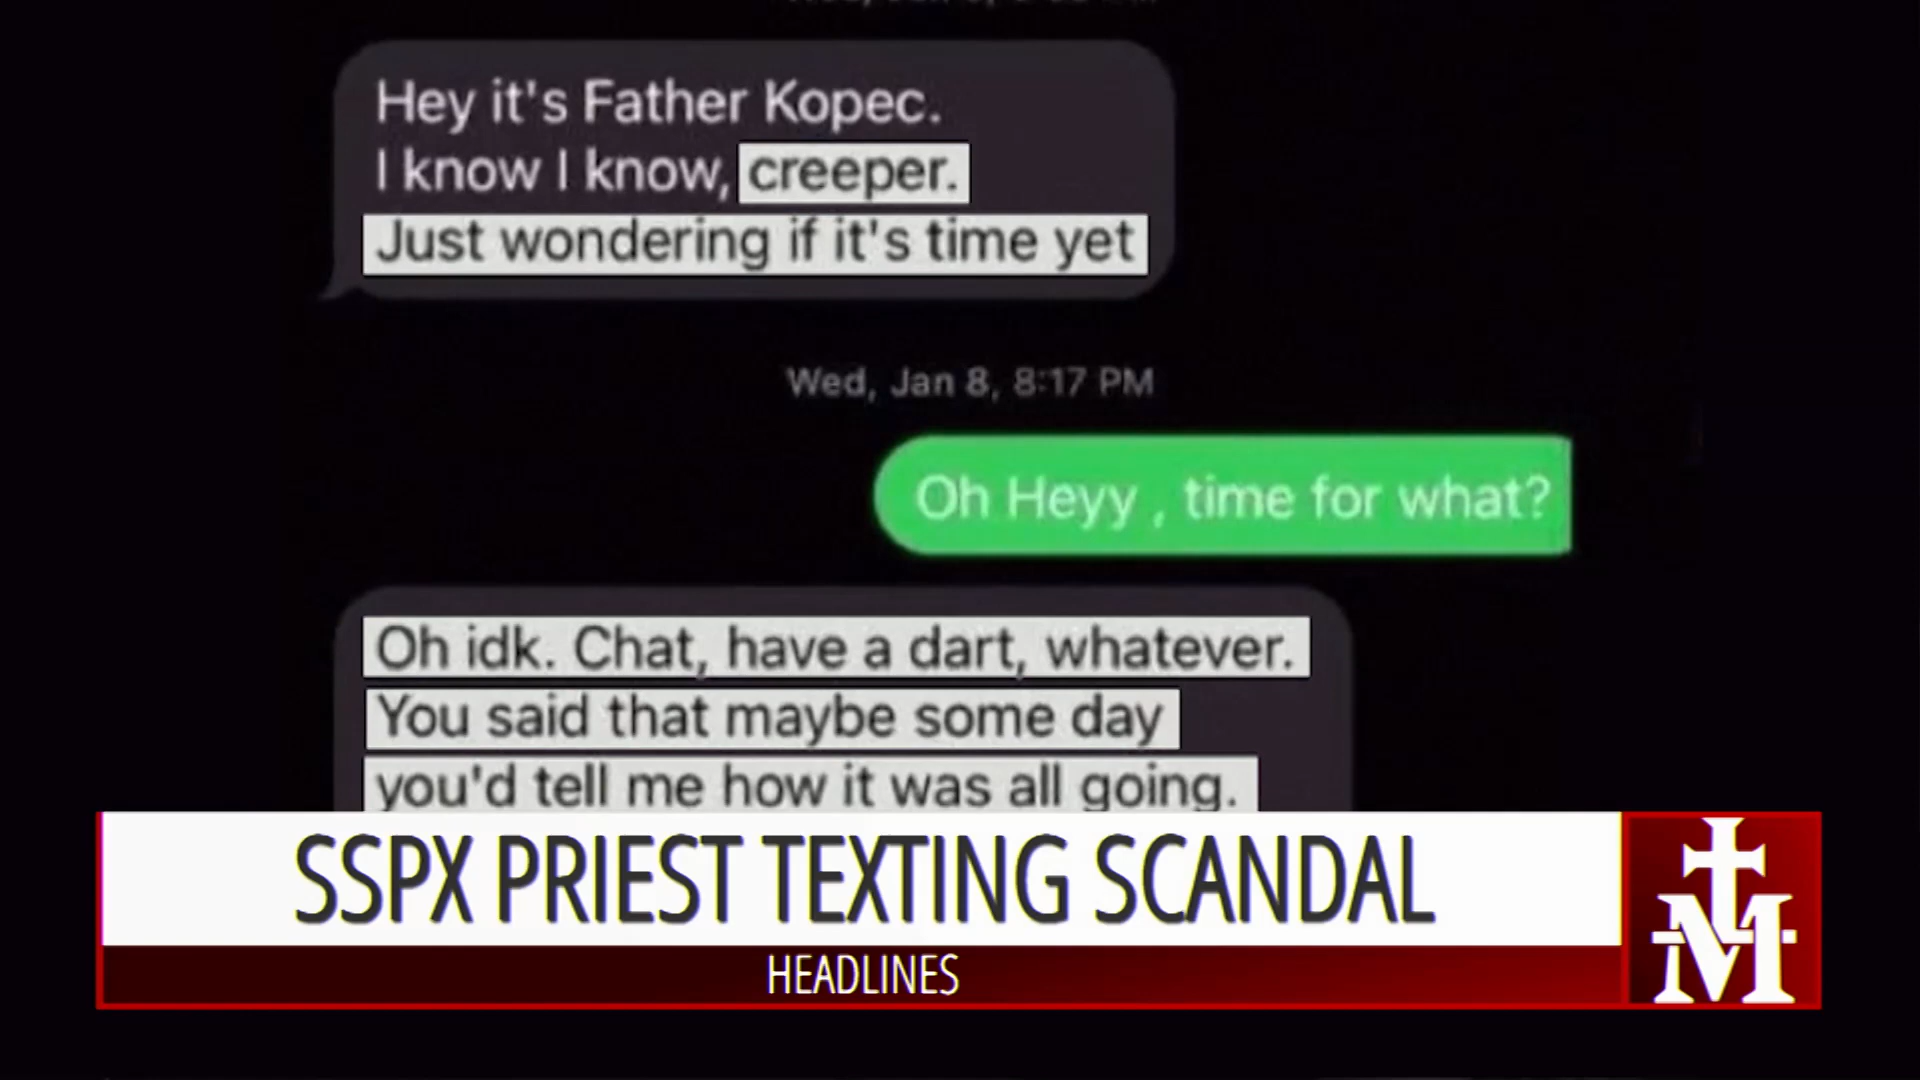 Hey it's Father Kopec.
I know I know, creeper.
Just wondering if it's time yet
Wed, Jan 8, 8:17 PM
Oh Heyy , time for what?
Oh idk. Chat, have a dart, whatever.
You said that maybe some day
you'd tell me how it was all going.
SSPX PRIEST TEXTING SCANDAL
HEADLINES
M